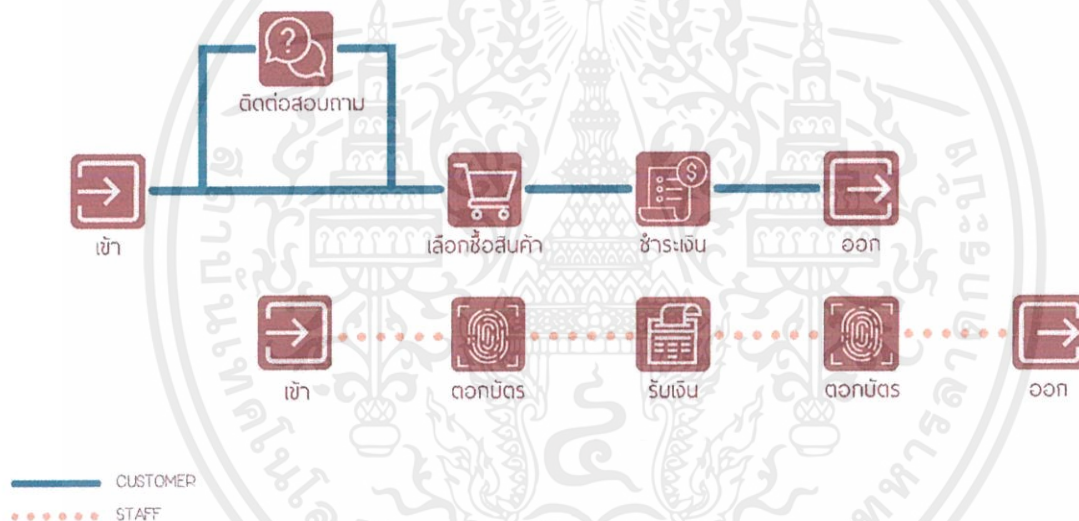 ติดต่อสอบถาม
เข้า
เลือกซื้อสินค้า
ชำระเงิน
ออก
เข้า
ตอกบัตร
รับเงิน
ตอกบัตร
ออก
CUSTOMER
STAFF